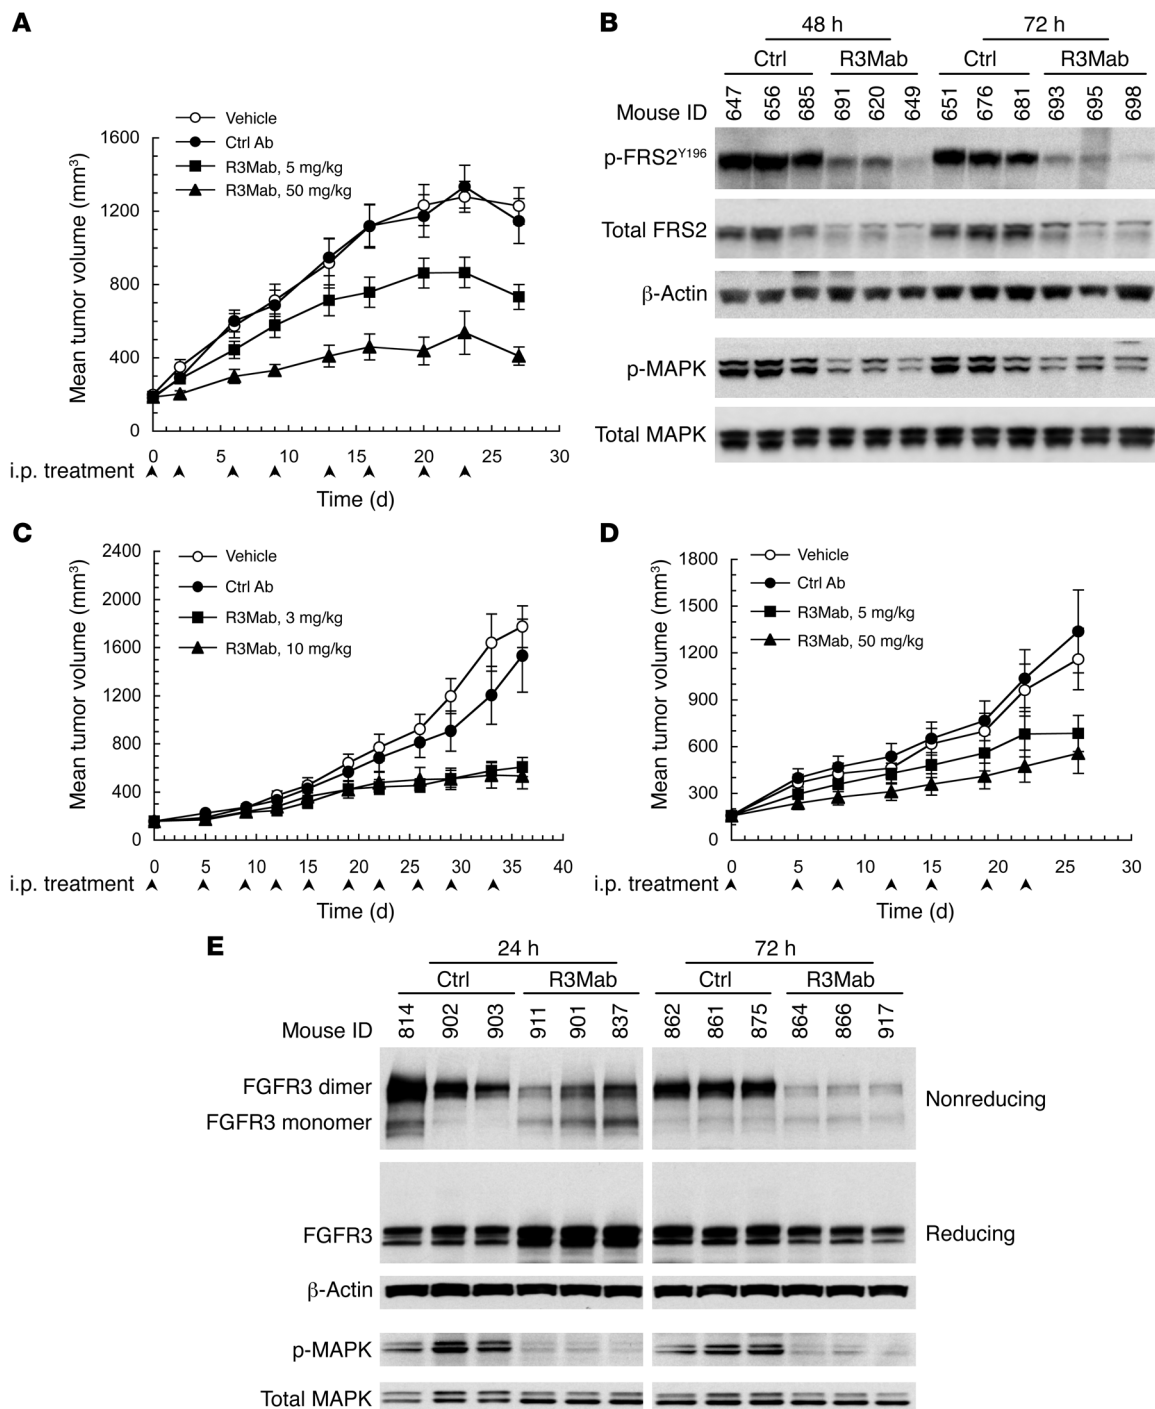 A
Vehicle
Ctrl Ab
R3Mab, 5 mg/kg
R3Mab, 50 mg/kg
Mean tumor volume (mm³)
1600
1200
800
400
0
0 5 10 15 20 25 30
i.p. treatment
Time (d)
B
48 h 72 h
Ctrl R3Mab Ctrl R3Mab
Mouse ID 647 656 685 691 620 649 651 676 681 693 695 698
p-FRS2Y196
Total FRS2
β-Actin
p-MAPK
Total MAPK
C
Vehicle
Ctrl Ab
R3Mab, 3 mg/kg
R3Mab, 10 mg/kg
Mean tumor volume (mm³)
2400
2000
1600
1200
800
400
0
0 5 10 15 20 25 30 35 40
i.p. treatment
Time (d)
D
Vehicle
Ctrl Ab
R3Mab, 5 mg/kg
R3Mab, 50 mg/kg
Mean tumor volume (mm³)
1800
1500
1200
900
600
300
0
0 5 10 15 20 25 30
i.p. treatment
Time (d)
E
24 h 72 h
Ctrl R3Mab Ctrl R3Mab
Mouse ID 814 902 903 911 901 837 862 861 875 864 866 917
FGFR3 dimer
FGFR3 monomer
Nonreducing
FGFR3
Reducing
β-Actin
p-MAPK
Total MAPK